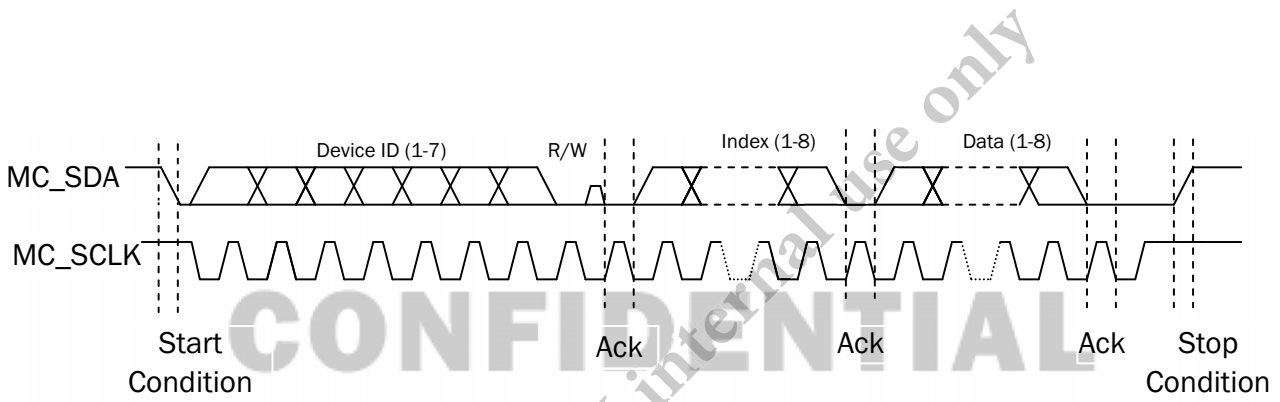 internal use only
Device ID (1-7)
R/W
Index (1-8)
Data (1-8)
MC_SDA
MC_SCLK
CONFIDENTIAL
Start
Condition
Ack
Ack
Ack
Stop
Condition